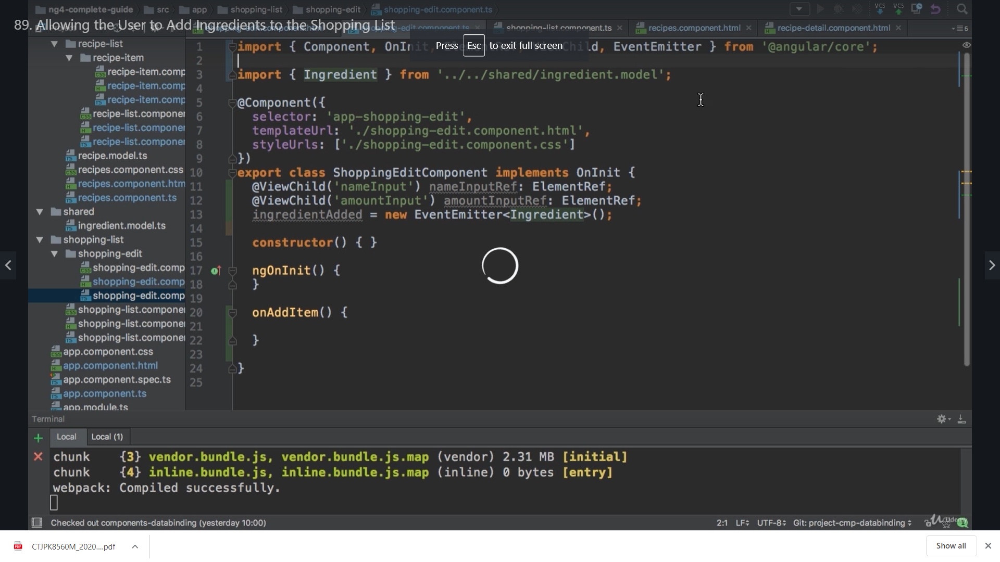 ng4-complete-guide src app shopping-list shopping-edit shopping-edit.component.ts
89. Allowing the User to Add Ingredients to the Shopping List
shopping-list.component.ts recipes.component.html recipe-detail.component.html 5
Press Esc to exit full screen
recipe-list
recipe-item
recipe-item.comp
recipe-item.comp
recipe-item.comp
recipe-list.componer
recipe-list.componer
recipe-list.componer
recipe.model.ts
recipes.component.css
recipes.component.htm
recipes.component.ts
shared
ingredient.model.ts
shopping-list
shopping-edit
shopping-edit.comp
shopping-edit.comp
shopping-edit.comp
shopping-list.componer
shopping-list.componer
shopping-list.componer
app.component.css
app.component.html
app.component.spec.ts
app.component.ts
app.module.ts
1 import { Component, OnInit, Child, EventEmitter } from '@angular/core';
2
3 import { Ingredient } from '../../shared/ingredient.model';
4
5 @Component({
6 selector: 'app-shopping-edit',
7 templateUrl: './shopping-edit.component.html',
8 styleUrls: ['./shopping-edit.component.css']
9 })
10 export class ShoppingEditComponent implements OnInit {
11 @ViewChild('nameInput') nameInputRef: ElementRef;
12 @ViewChild('amountInput') amountInputRef: ElementRef;
13 ingredientAdded = new EventEmitter<Ingredient>();
14
15 constructor() { }
16
17 ngOnInit() {
18 }
19
20 onAddItem() {
21
22 }
23
24 }
25
Terminal
Local Local (1)
chunk {3} vendor.bundle.js, vendor.bundle.js.map (vendor) 2.31 MB [initial]
chunk {4} inline.bundle.js, inline.bundle.js.map (inline) 0 bytes [entry]
webpack: Compiled successfully.
Checked out components-databinding (yesterday 10:00) 2:1 LF UTF-8 Git: project-cmp-databinding Udemy
CTJPK8560M_2020....pdf Show all